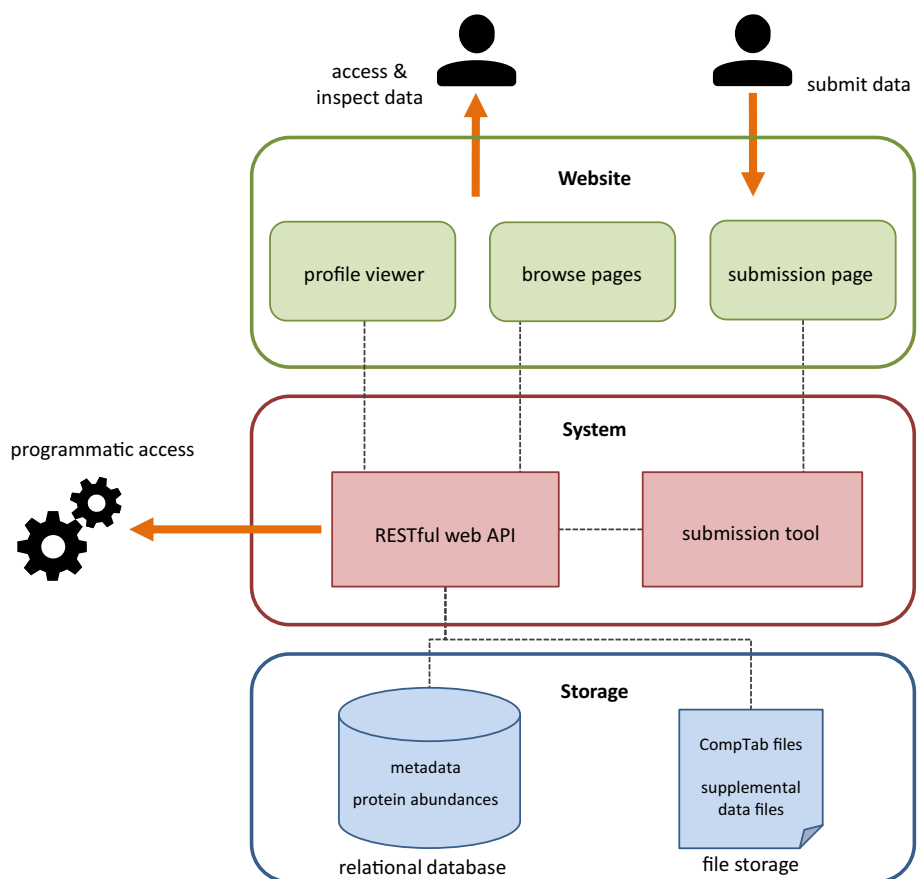 access &
inspect data
submit data
Website
profile viewer
browse pages
submission page
System
programmatic access
RESTful web API
submission tool
Storage
metadata
protein abundances
CompTab files
supplemental
data files
relational database
file storage